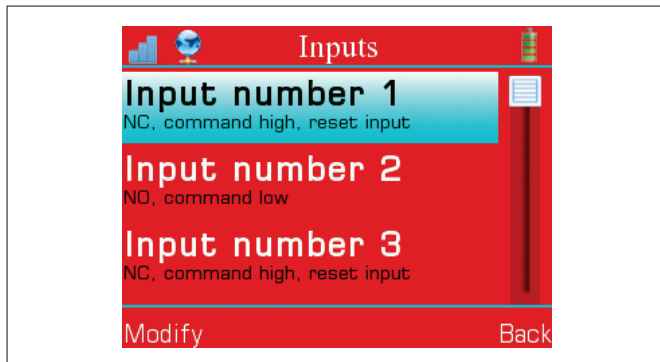 Inputs
Input number 1
NC, command high, reset input
Input number 2
NO, command low
Input number 3
NC, command high, reset input
Modify Back